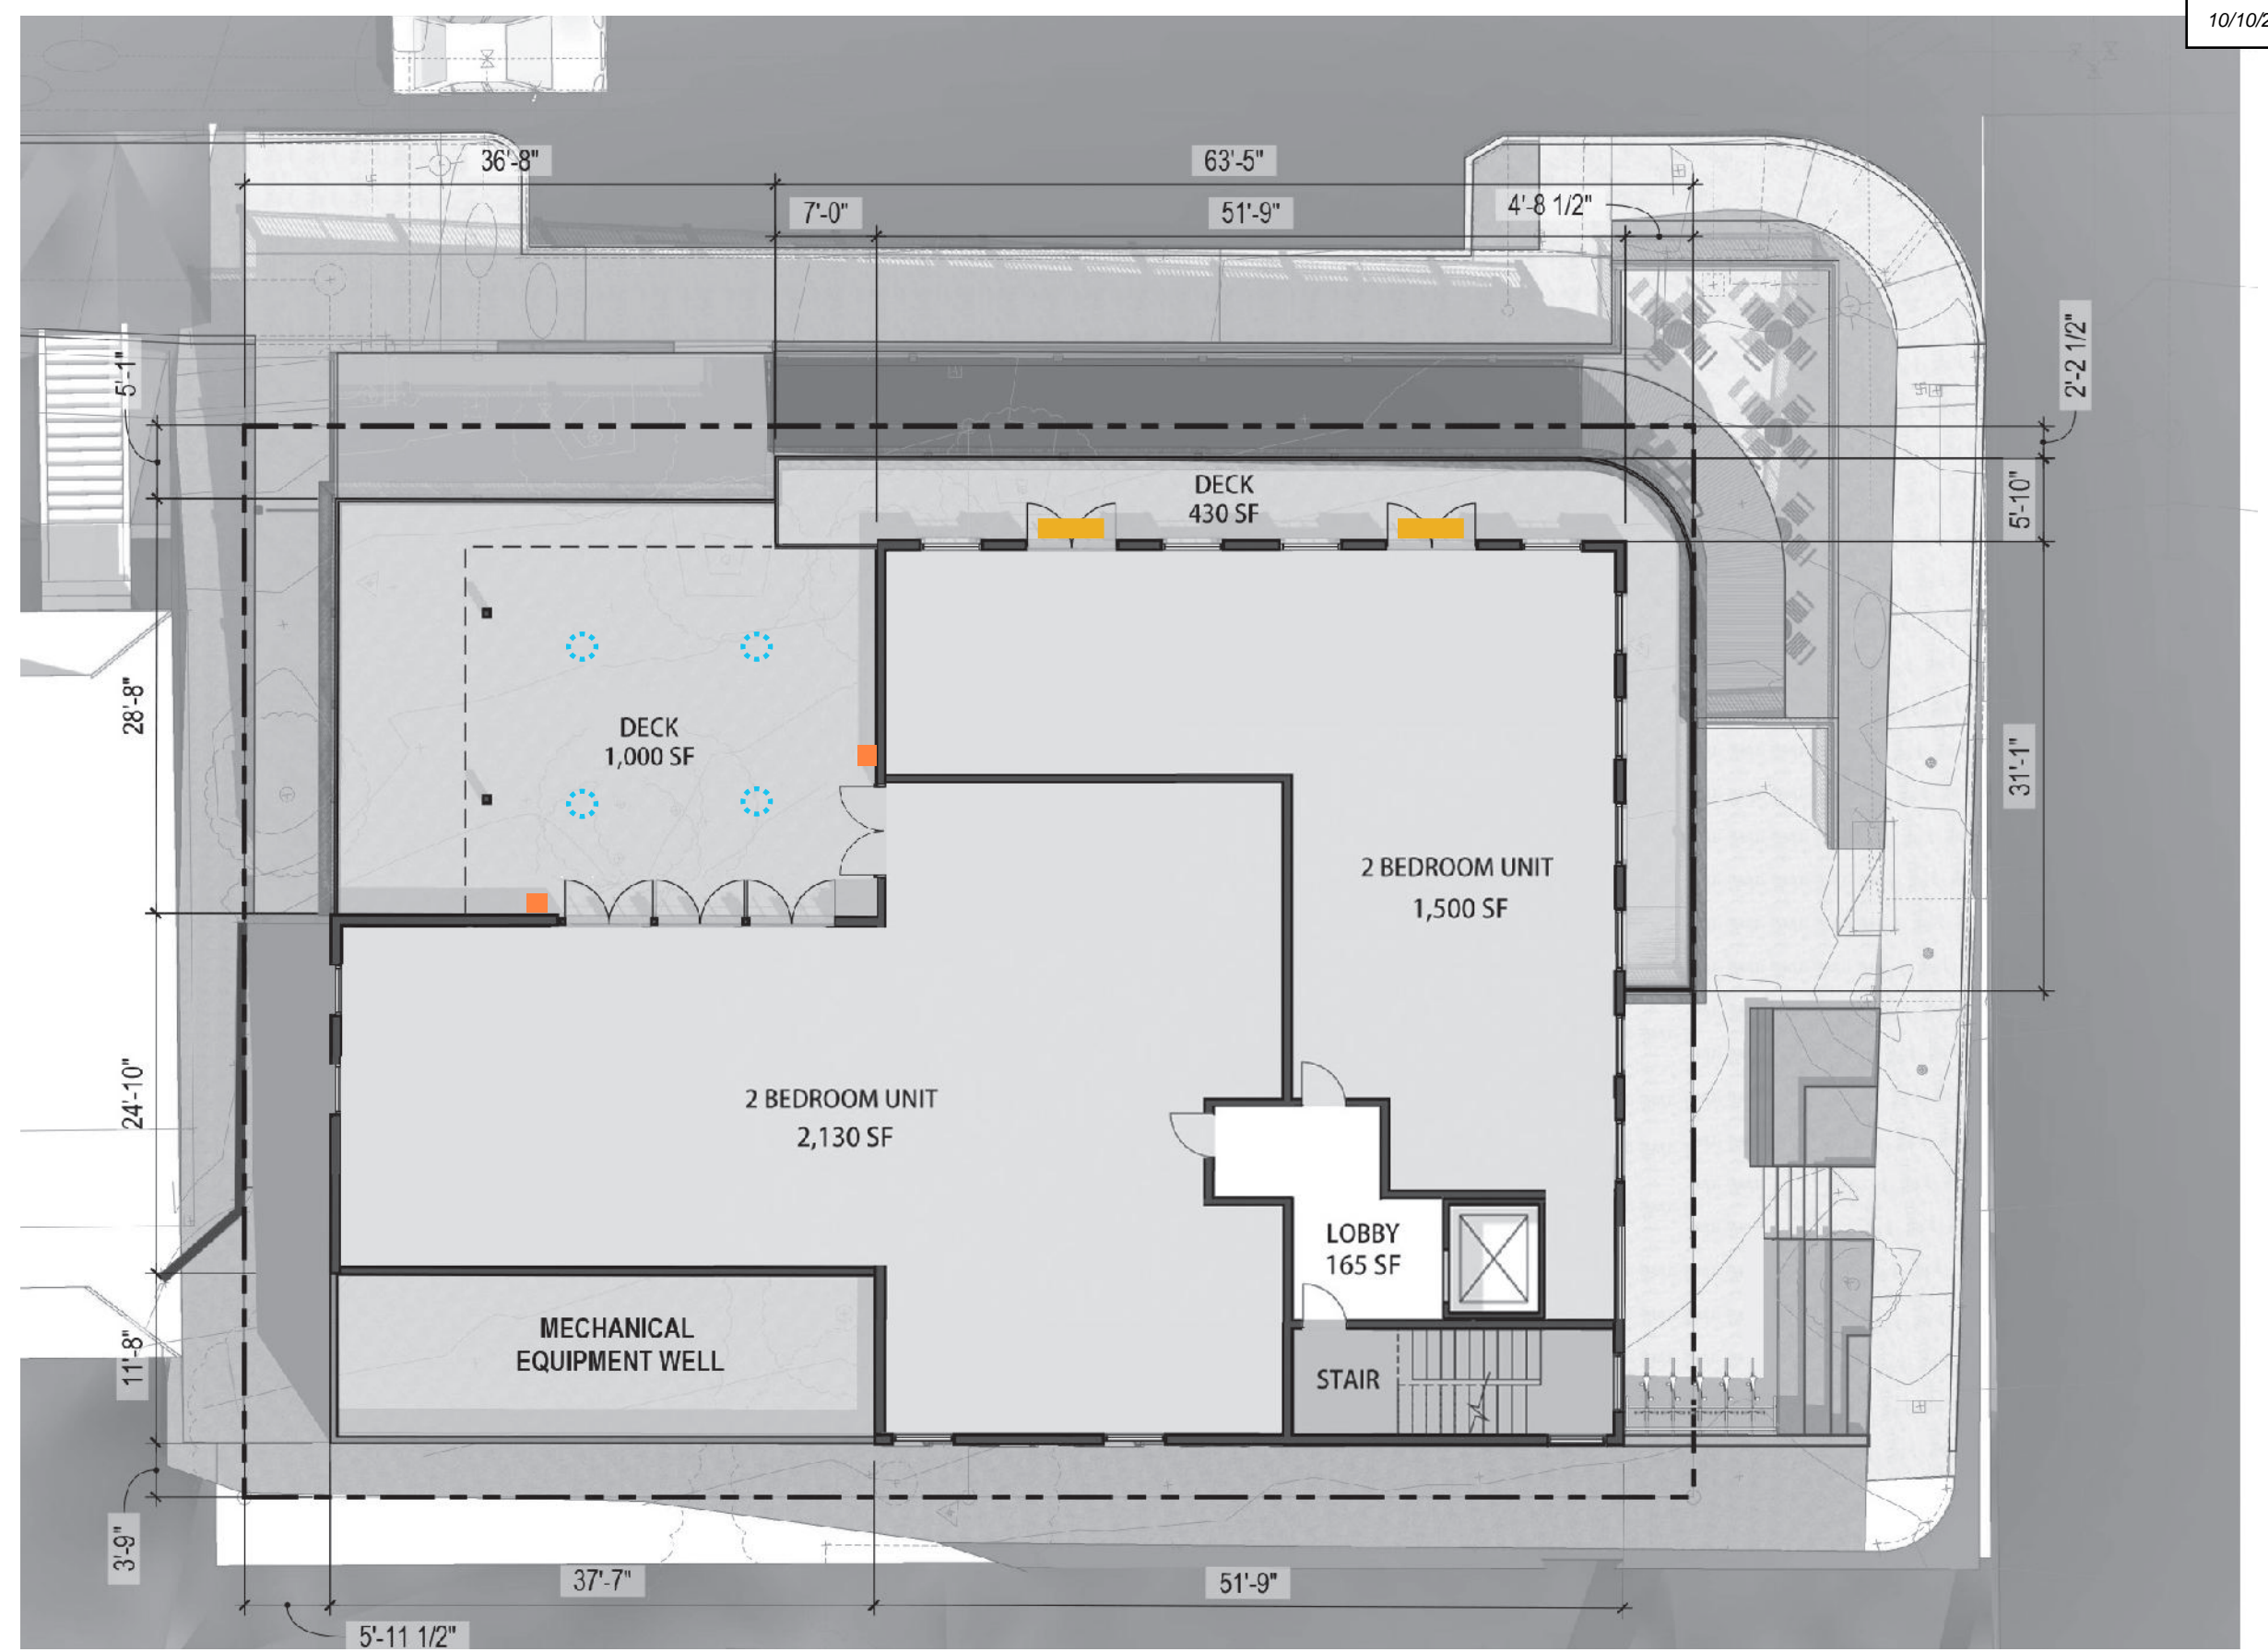 10/10/2
36'-8"
63'-5"
7'-0"
51'-9"
4'-8 1/2"
5'-1"
2'-2 1/2"
DECK
430 SF
5'-10"
28'-8"
DECK
1,000 SF
31'-1"
2 BEDROOM UNIT
1,500 SF
24'-10"
2 BEDROOM UNIT
2,130 SF
LOBBY
165 SF
MECHANICAL
EQUIPMENT WELL
11'-8"
STAIR
3'-9"
37'-7"
51'-9"
5'-11 1/2"